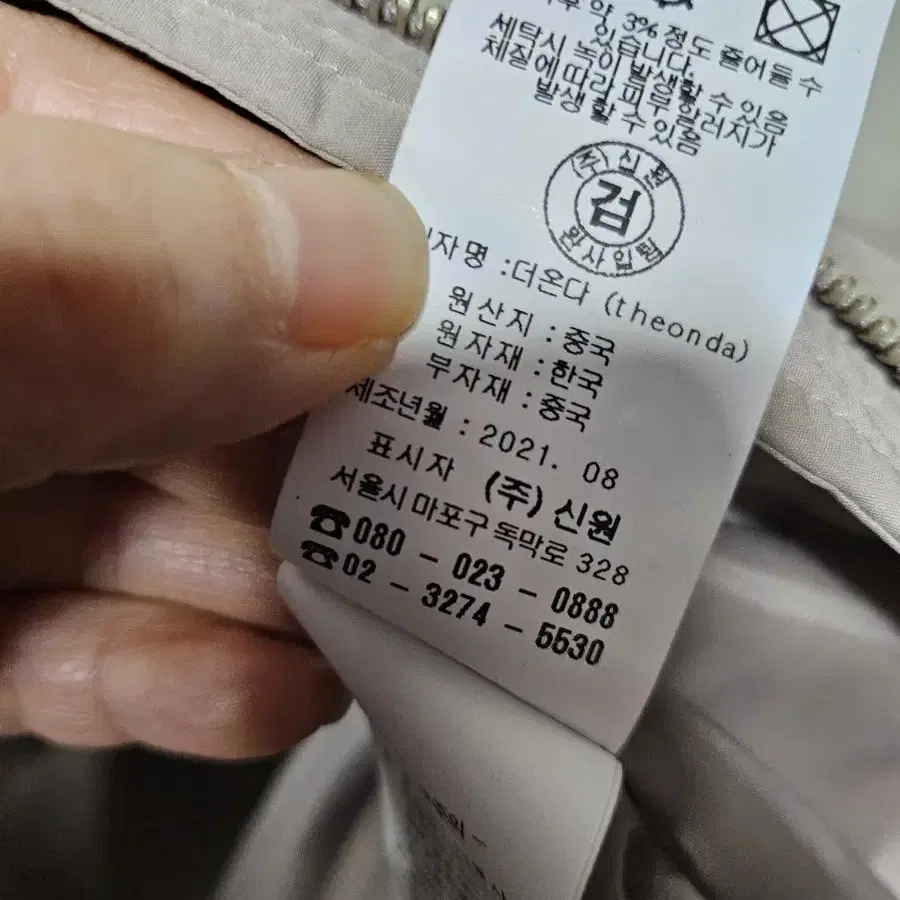 약 3% 정도 줄어들 수
있습니다.
세탁시 녹이 발생할 수 있음
체질에 따라 피부알러지가
발생할 수 있음
(주) 신원
검
완사입필
자명 : 더온다 (theonda)
원산지 : 중국
원자재 : 한국
부자재 : 중국
제조년월 : 2021. 08
표시자 (주) 신원
서울시 마포구 독막로 328
☎080 - 023 - 0888
☎02 - 3274 - 5530